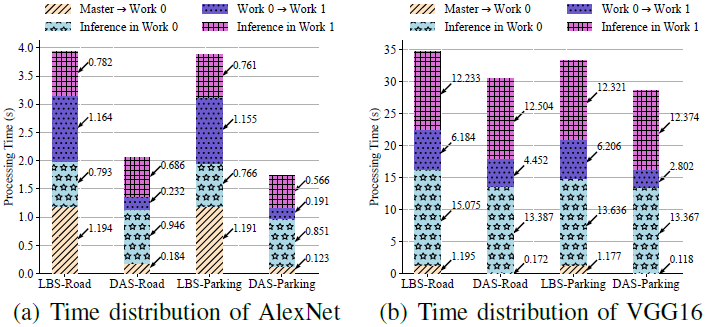 Master → Work 0
Work 0 → Work 1
Inference in Work 0
Inference in Work 1
Processing Time (s)
4.0
3.5
3.0
2.5
2.0
1.5
1.0
0.5
0.0
0.782
1.164
0.793
1.194
0.686
0.232
0.946
0.184
0.761
1.155
0.766
1.191
0.566
0.191
0.851
0.123
LBS-Road
DAS-Road
LBS-Parking
DAS-Parking
(a) Time distribution of AlexNet
Master → Work 0
Work 0 → Work 1
Inference in Work 0
Inference in Work 1
Processing Time (s)
35
30
25
20
15
10
5
0
12.233
6.184
15.075
1.195
12.504
4.452
13.387
0.172
12.321
6.206
13.636
1.177
12.374
2.802
13.367
0.118
LBS-Road
DAS-Road
LBS-Parking
DAS-Parking
(b) Time distribution of VGG16